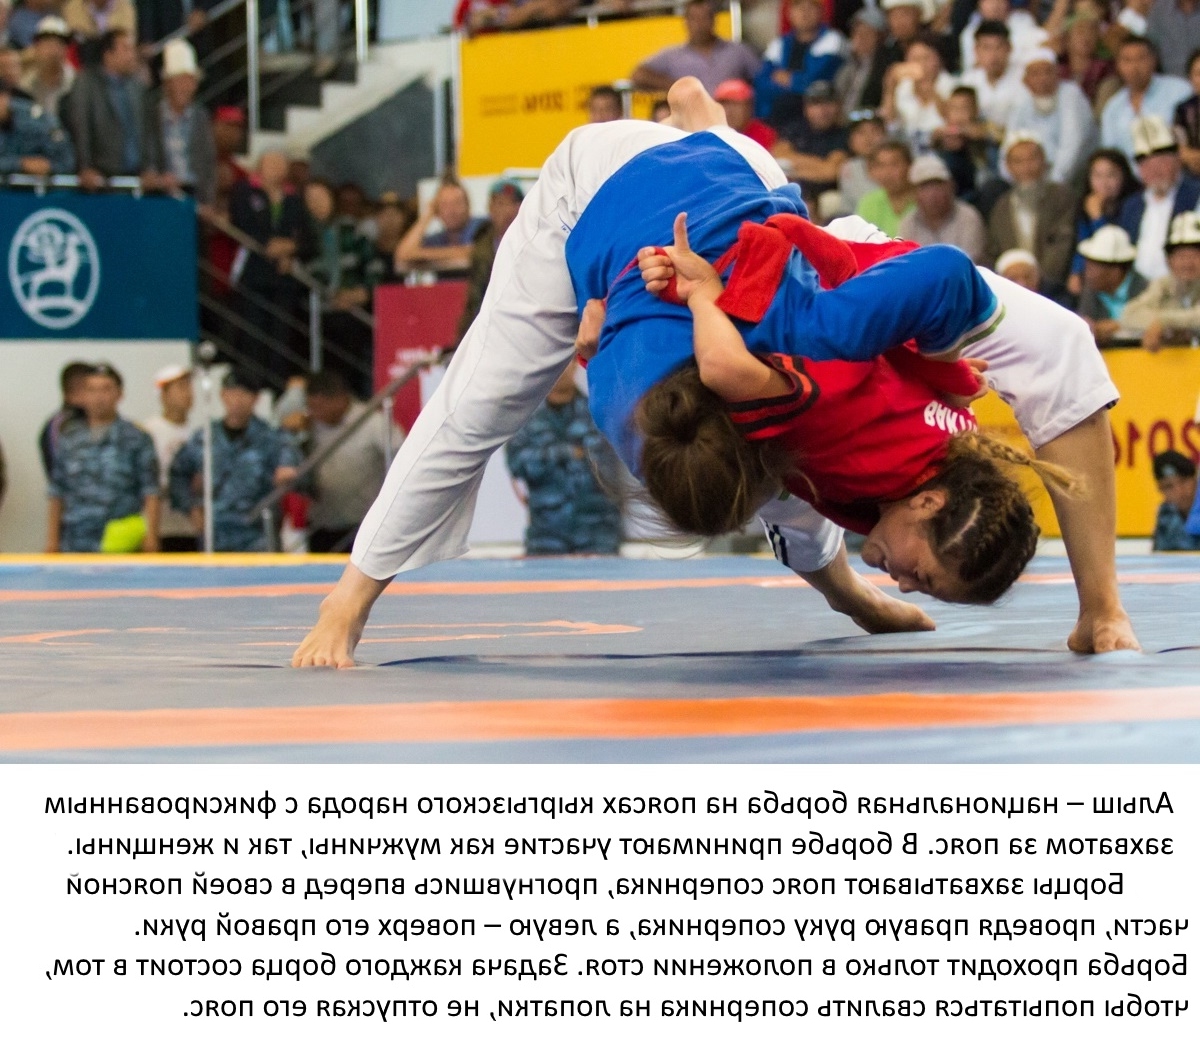 2016
Алыш – национальная борьба на поясах кыргызского народа с фиксированным
захватом за пояс. В борьбе принимают участие как мужчины, так и женщины.
Борцы захватывают пояс соперника, прогнувшись вперед в своей поясной
части, проведя правую руку соперника, а левую – поверх его правой руки.
Борьба проходит только в положении стоя. Задача каждого борца состоит в том,
чтобы попытаться свалить соперника на лопатки, не отпуская его пояс.